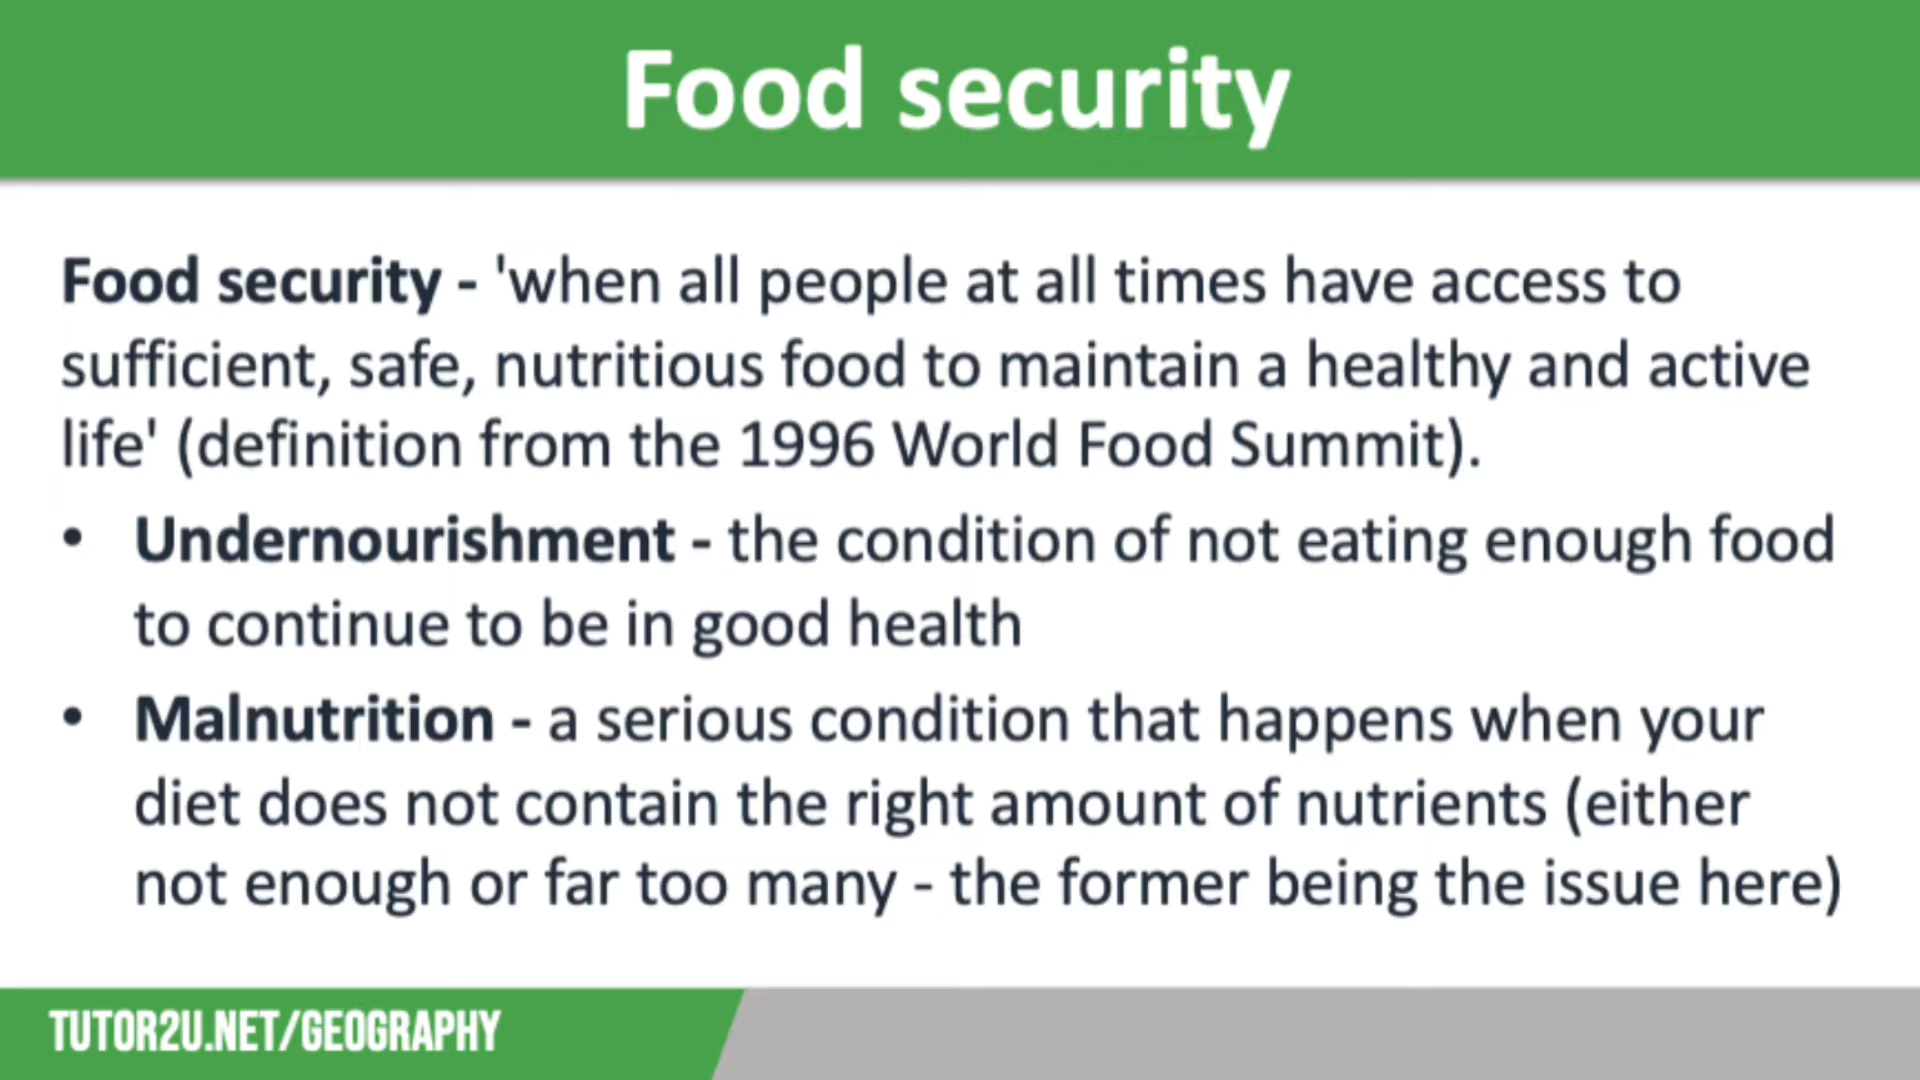 Food security
Food security - 'when all people at all times have access to
sufficient, safe, nutritious food to maintain a healthy and active
life' (definition from the 1996 World Food Summit).
• Undernourishment - the condition of not eating enough food
to continue to be in good health
• Malnutrition - a serious condition that happens when your
diet does not contain the right amount of nutrients (either
not enough or far too many - the former being the issue here)
TUTOR2U.NET/GEOGRAPHY